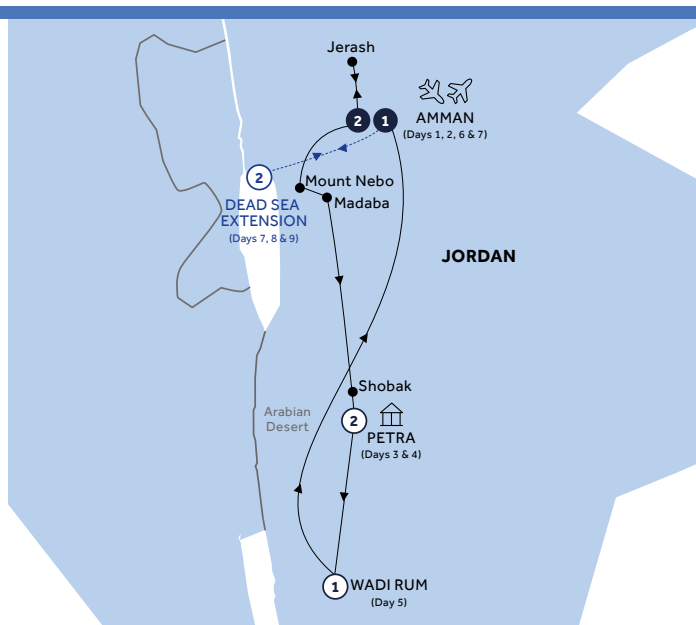 Jerash
2
1
AMMAN
(Days 1, 2, 6 & 7)
2
Mount Nebo
Madaba
DEAD SEA
EXTENSION
(Days 7, 8 & 9)
JORDAN
Shobak
Arabian
Desert
2
PETRA
(Days 3 & 4)
1
WADI RUM
(Day 5)